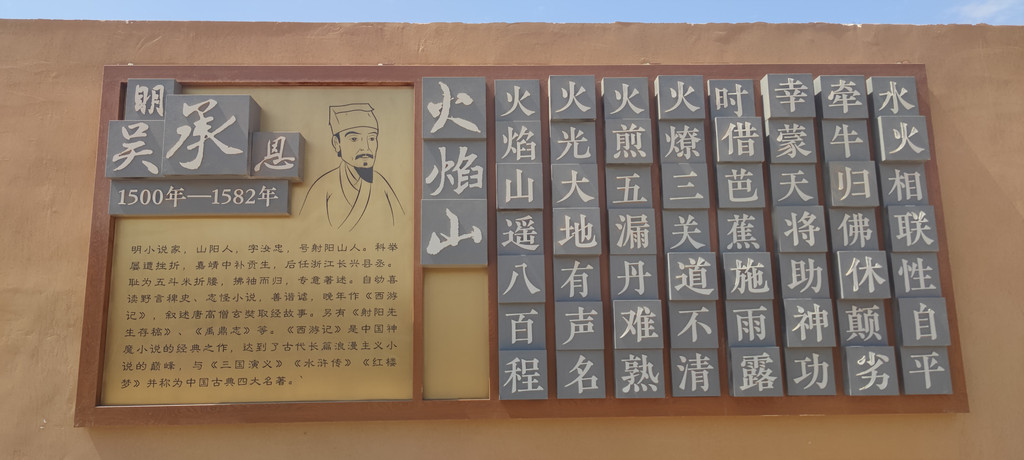 明
吴承恩
1500年—1582年
明小说家，山阳人，字汝忠，号射阳山人。科举
屡遭挫折，嘉靖中补贡生，后任浙江长兴县丞。
耻为五斗米折腰，拂袖而归，专意著述。自幼喜
读野言稗史、志怪小说，善谐谑，晚年作《西游
记》，叙述唐高僧玄奘取经故事。另有《射阳先
生存稿》、《禹鼎志》等。《西游记》是中国神
魔小说的经典之作，达到了古代长篇浪漫主义小
说的巅峰，与《三国演义》《水浒传》《红楼
梦》并称为中国古典四大名著。
火焰山
火焰山遥八百程
火光大地有声名
火煎五漏丹难熟
火燎三关道不清
时借芭蕉施雨露
幸蒙天将助神功
牵牛归佛休颠劣
水火相联性自平